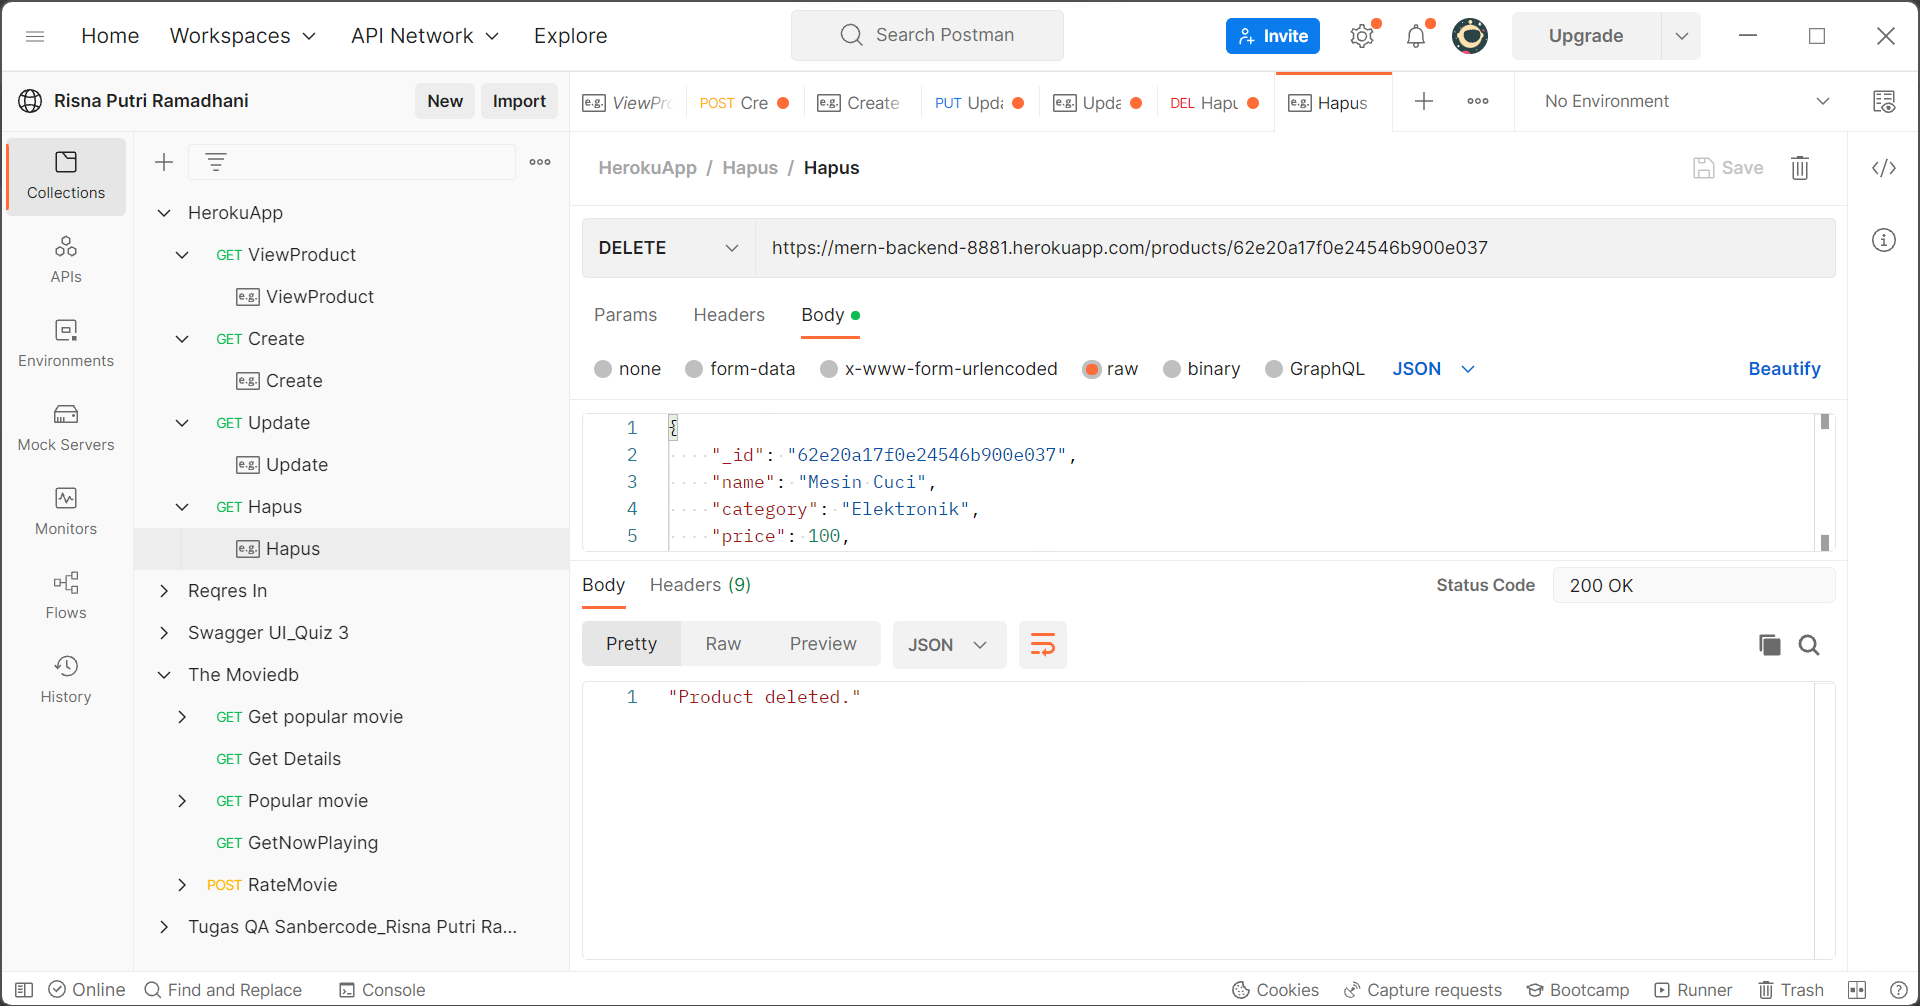 Home Workspaces API Network Explore Search Postman Invite Upgrade
Risna Putri Ramadhani New Import
ViewPr POST Cre Create PUT Upda Upda DEL Hapu Hapus No Environment
Collections
APIs
Environments
Mock Servers
Monitors
Flows
History
HerokuApp
GET ViewProduct
e.g. ViewProduct
GET Create
e.g. Create
GET Update
e.g. Update
GET Hapus
e.g. Hapus
Reqres In
Swagger UI_Quiz 3
The Moviedb
GET Get popular movie
GET Get Details
GET Popular movie
GET GetNowPlaying
POST RateMovie
Tugas QA Sanbercode_Risna Putri Ra...
HerokuApp / Hapus / Hapus Save
DELETE https://mern-backend-8881.herokuapp.com/products/62e20a17f0e24546b900e037
Params Headers Body
none form-data x-www-form-urlencoded raw binary GraphQL JSON Beautify
1 {
2 "_id": "62e20a17f0e24546b900e037",
3 "name": "Mesin Cuci",
4 "category": "Elektronik",
5 "price": 100,
Body Headers (9) Status Code 200 OK
Pretty Raw Preview JSON
1 "Product deleted."
Online Find and Replace Console Cookies Capture requests Bootcamp Runner Trash